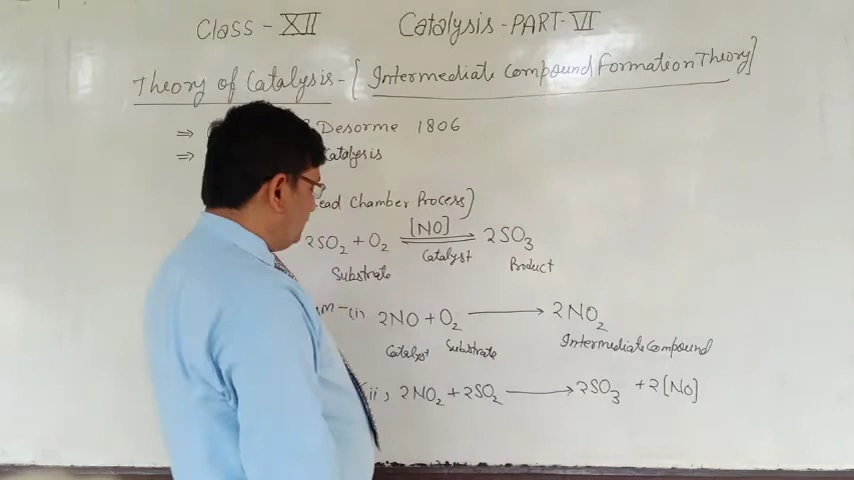 Class - XII Catalysis - PART - VI
Theory of Catalysis - [Intermediate Compound Formation Theory]
⇒ Desorme 1806
⇒ Catalysis
ead Chamber Process)
2SO₂ + O₂ ⇌ [NO] 2SO₃
Substrate Catalyst Product
m - (i) 2NO + O₂ ⟶ 2NO₂
Catalyst Substrate Intermediate Compound
ii, 2NO₂ + 2SO₂ ⟶ 2SO₃ + 2[NO]